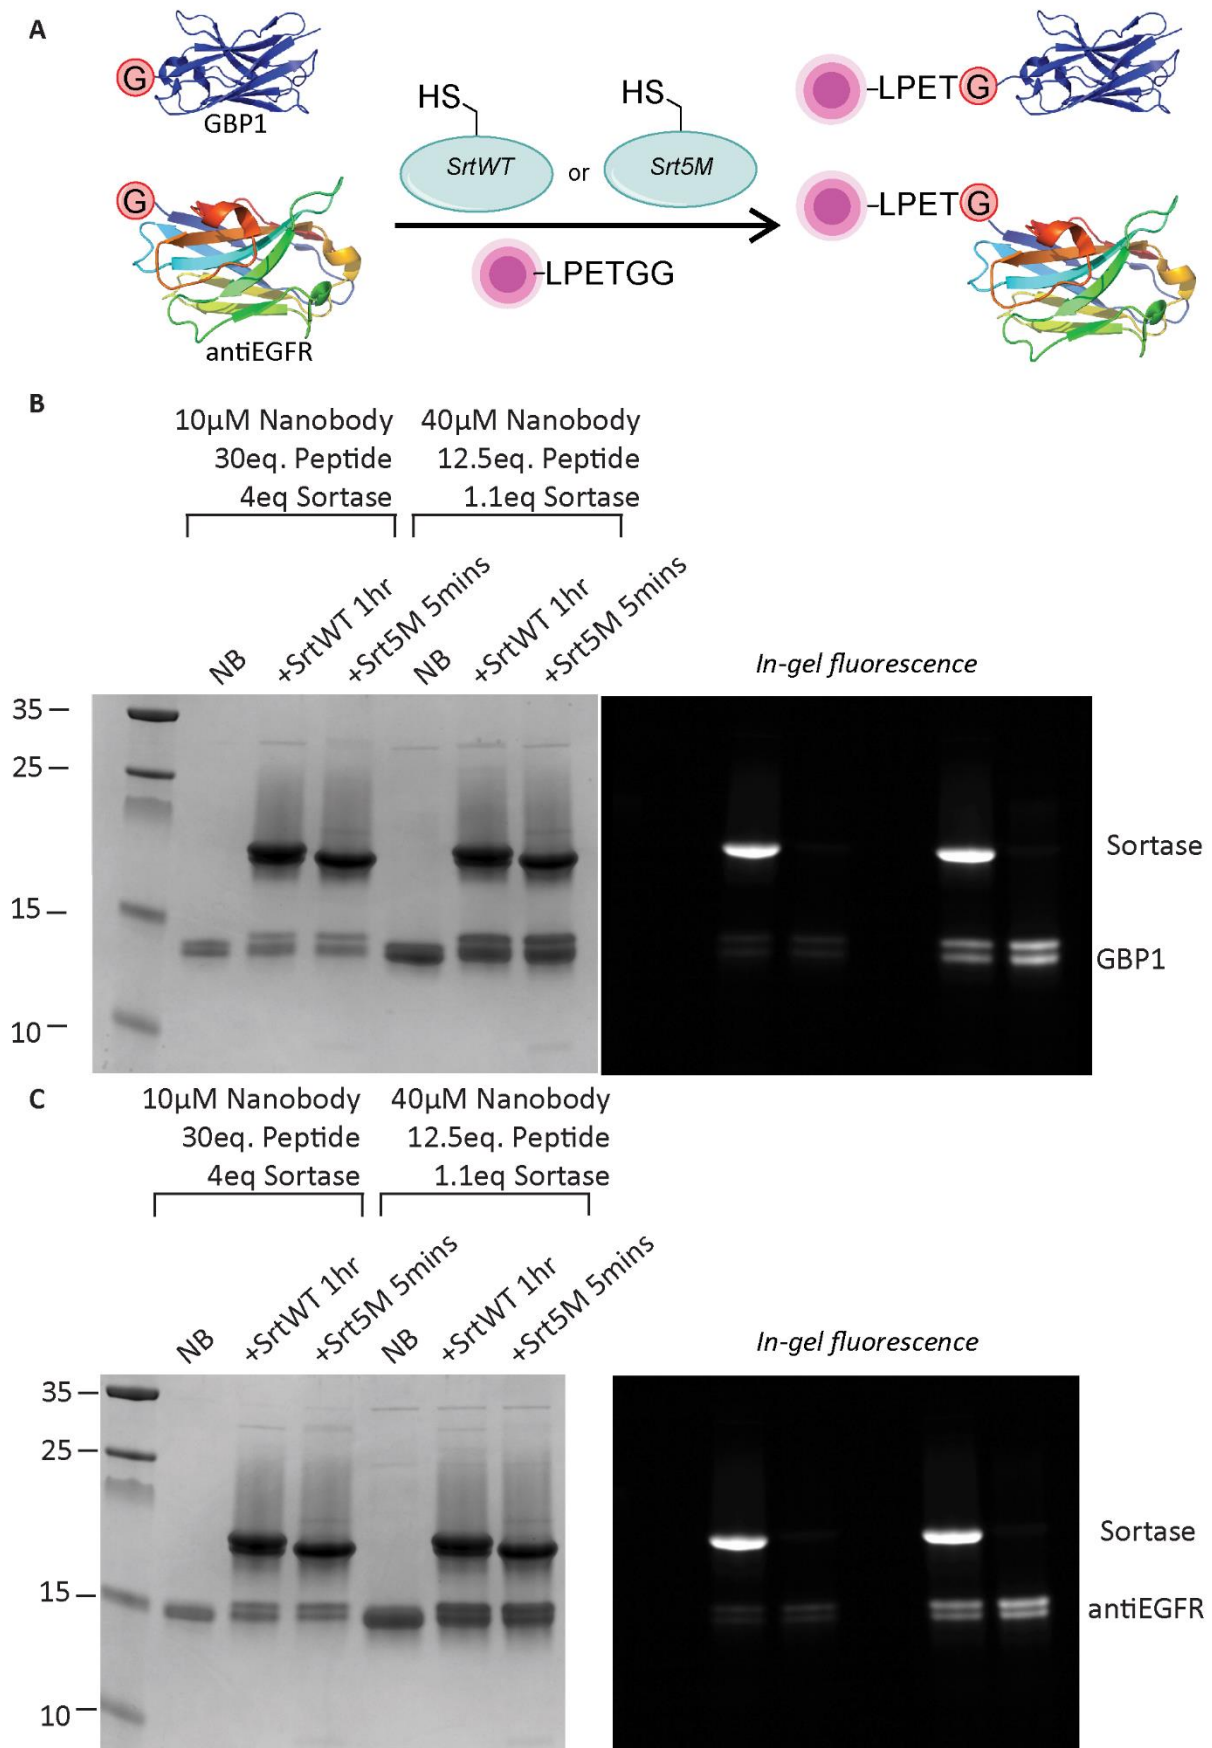 A
G
GBP1
G
antiEGFR
HS
SrtWT
or
HS
Srt5M
-LPETGG
-LPET G
-LPET G
B
10µM Nanobody
30eq. Peptide
4eq Sortase
40µM Nanobody
12.5eq. Peptide
1.1eq Sortase
NB
+SrtWT 1hr
+Srt5M 5mins
NB
+SrtWT 1hr
+Srt5M 5mins
In-gel fluorescence
35
25
15
10
Sortase
GBP1
C
10µM Nanobody
30eq. Peptide
4eq Sortase
40µM Nanobody
12.5eq. Peptide
1.1eq Sortase
NB
+SrtWT 1hr
+Srt5M 5mins
NB
+SrtWT 1hr
+Srt5M 5mins
In-gel fluorescence
35
25
15
10
Sortase
antiEGFR